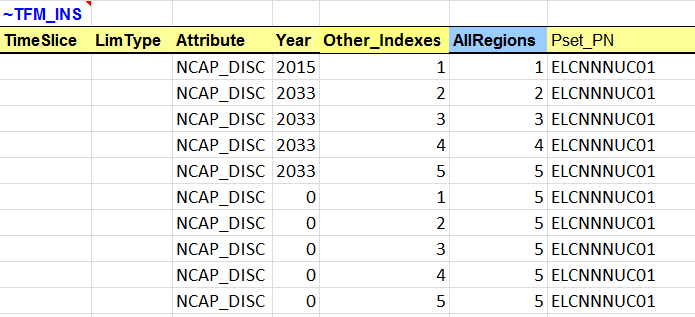 ~TFM_INS
TimeSlice LimType Attribute Year Other_Indexes AllRegions Pset_PN
NCAP_DISC 2015 1 1 ELCNNNUC01
NCAP_DISC 2033 2 2 ELCNNNUC01
NCAP_DISC 2033 3 3 ELCNNNUC01
NCAP_DISC 2033 4 4 ELCNNNUC01
NCAP_DISC 2033 5 5 ELCNNNUC01
NCAP_DISC 0 1 5 ELCNNNUC01
NCAP_DISC 0 2 5 ELCNNNUC01
NCAP_DISC 0 3 5 ELCNNNUC01
NCAP_DISC 0 4 5 ELCNNNUC01
NCAP_DISC 0 5 5 ELCNNNUC01